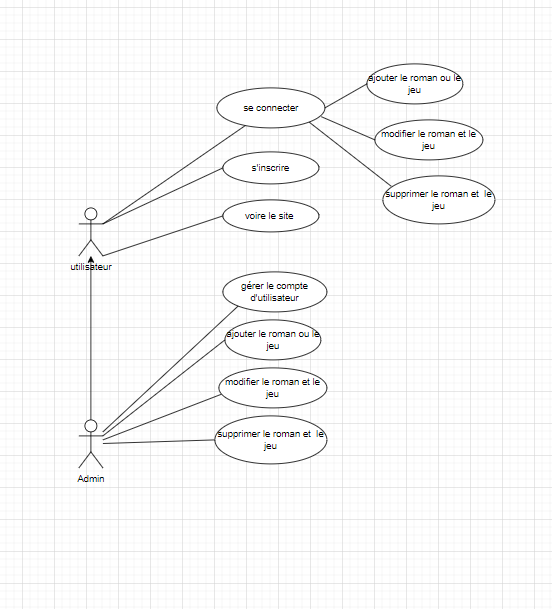 ajouter le roman ou le
jeu
se connecter
modifier le roman et le
jeu
s'inscrire
supprimer le roman et le
jeu
voire le site
utilisateur
gérer le compte
d'utilisateur
ajouter le roman ou le
jeu
modifier le roman et le
jeu
supprimer le roman et le
jeu
Admin